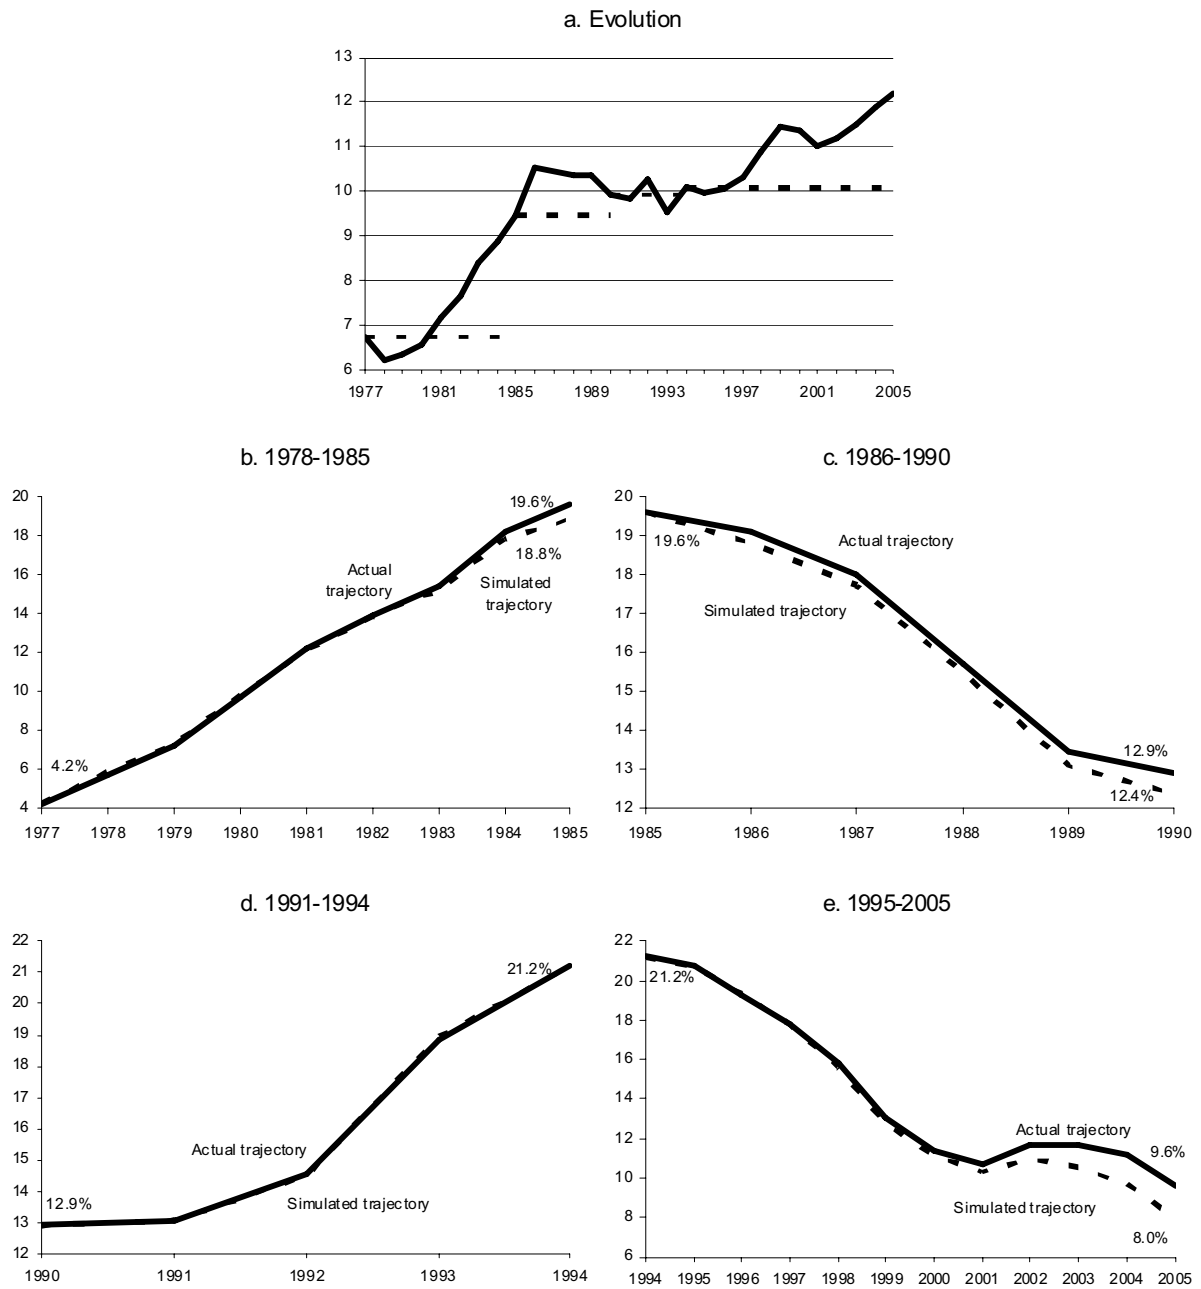 a. Evolution
13
12
11
10
9
8
7
6
1977 1981 1985 1989 1993 1997 2001 2005
b. 1978-1985
20
18
16
14
12
10
8
6
4
19.6%
18.8%
Actual
trajectory
Simulated
trajectory
4.2%
1977 1978 1979 1980 1981 1982 1983 1984 1985
c. 1986-1990
20
19
18
17
16
15
14
13
12
19.6%
Actual trajectory
Simulated trajectory
12.9%
12.4%
1985 1986 1987 1988 1989 1990
d. 1991-1994
22
21
20
19
18
17
16
15
14
13
12
21.2%
Actual trajectory
Simulated trajectory
12.9%
1990 1991 1992 1993 1994
e. 1995-2005
22
20
18
16
14
12
10
8
6
21.2%
Actual trajectory
9.6%
Simulated trajectory
8.0%
1994 1995 1996 1997 1998 1999 2000 2001 2002 2003 2004 2005